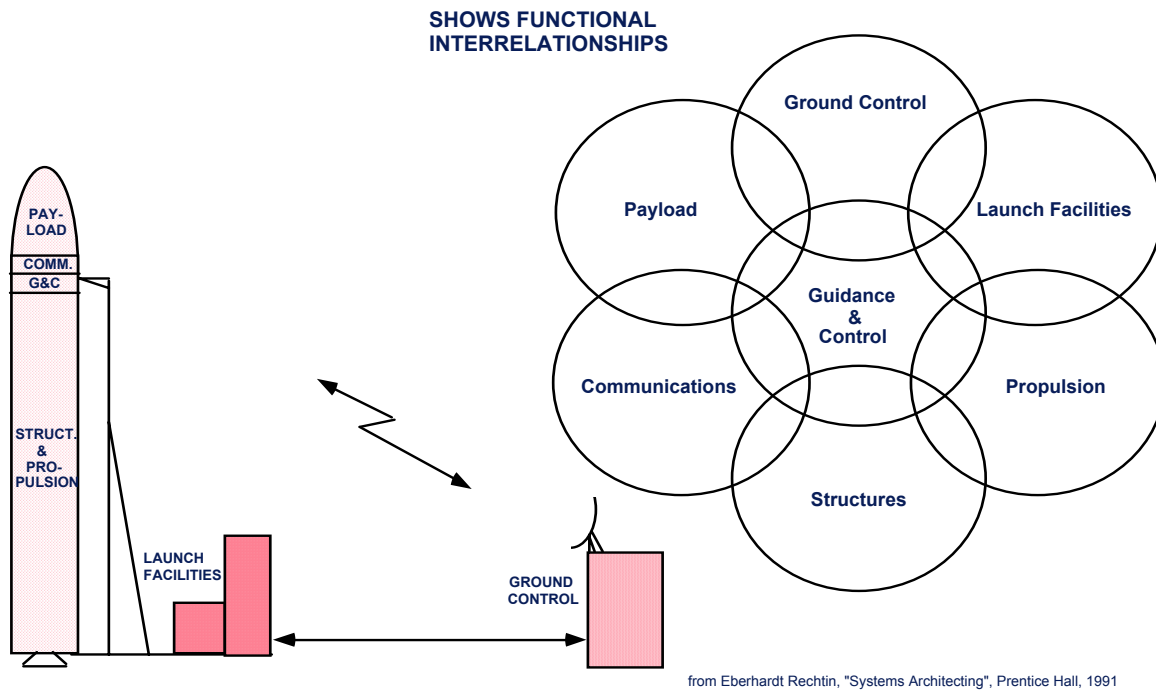 SHOWS FUNCTIONAL
INTERRELATIONSHIPS
Ground Control
Payload
Launch Facilities
Guidance
&
Control
Communications
Propulsion
Structures
PAY-
LOAD
COMM.
G&C
STRUCT.
&
PRO-
PULSION
LAUNCH
FACILITIES
GROUND
CONTROL
from Eberhardt Rechtin, "Systems Architecting", Prentice Hall, 1991